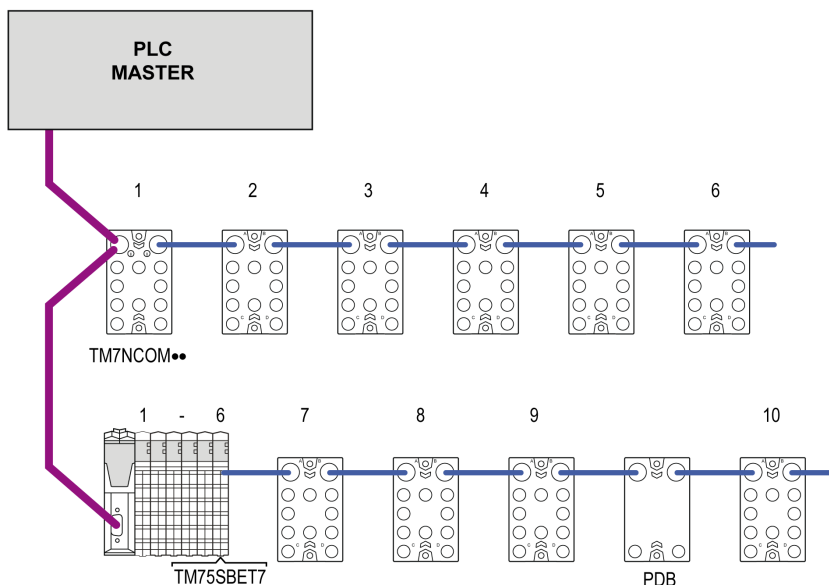 PLC
MASTER
1 2 3 4 5 6
A B A B A B A B A B
C D C D C D C D C D
TM7NCOM••
1 - 6 7 8 9 10
A B A B A B A B A B
C D C D C D C D
TM75SBET7
PDB